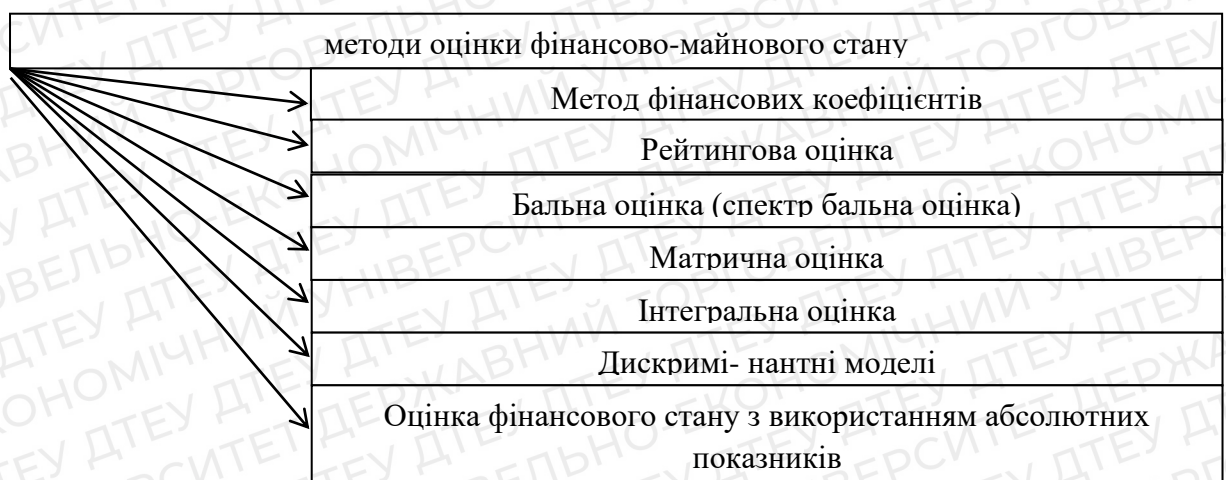 методи оцінки фінансово-майнового стану
Метод фінансових коефіцієнтів
Рейтингова оцінка
Бальна оцінка (спектр бальна оцінка)
Матрична оцінка
Інтегральна оцінка
Дискримі- нантні моделі
Оцінка фінансового стану з використанням абсолютних
показників